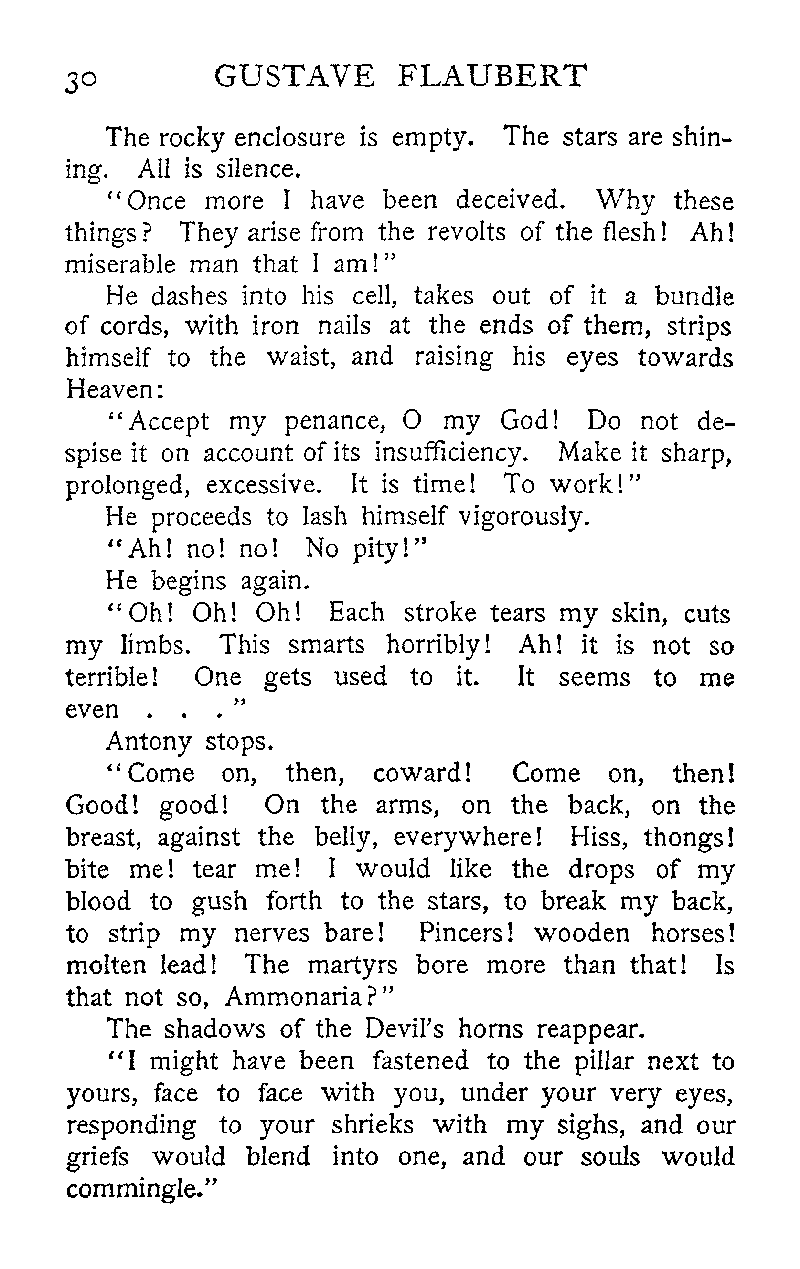 30 GUSTAVE FLAUBERT
The rocky enclosure is empty. The stars are shin-
ing. All is silence.
"Once more I have been deceived. Why these
things? They arise from the revolts of the flesh! Ah!
miserable man that I am!"
He dashes into his cell, takes out of it a bundle
of cords, with iron nails at the ends of them, strips
himself to the waist, and raising his eyes towards
Heaven:
"Accept my penance, O my God! Do not de-
spise it on account of its insufficiency. Make it sharp,
prolonged, excessive. It is time! To work!"
He proceeds to lash himself vigorously.
"Ah! no! no! No pity!"
He begins again.
"Oh! Oh! Oh! Each stroke tears my skin, cuts
my limbs. This smarts horribly! Ah! it is not so
terrible! One gets used to it. It seems to me
even . . ."
Antony stops.
"Come on, then, coward! Come on, then!
Good! good! On the arms, on the back, on the
breast, against the belly, everywhere! Hiss, thongs!
bite me! tear me! I would like the drops of my
blood to gush forth to the stars, to break my back,
to strip my nerves bare! Pincers! wooden horses!
molten lead! The martyrs bore more than that! Is
that not so, Ammonaria?"
The shadows of the Devil's horns reappear.
"I might have been fastened to the pillar next to
yours, face to face with you, under your very eyes,
responding to your shrieks with my sighs, and our
griefs would blend into one, and our souls would
commingle."